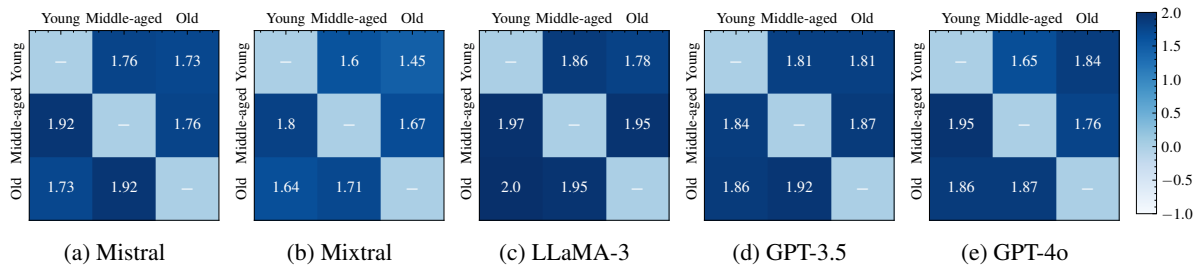 Young Middle-aged Old
Young — 1.76 1.73
Middle-aged 1.92 — 1.76
Old 1.73 1.92 —
(a) Mistral
Young Middle-aged Old
Young — 1.6 1.45
Middle-aged 1.8 — 1.67
Old 1.64 1.71 —
(b) Mixtral
Young Middle-aged Old
Young — 1.86 1.78
Middle-aged 1.97 — 1.95
Old 2.0 1.95 —
(c) LLaMA-3
Young Middle-aged Old
Young — 1.81 1.81
Middle-aged 1.84 — 1.87
Old 1.86 1.92 —
(d) GPT-3.5
Young Middle-aged Old
Young — 1.65 1.84
Middle-aged 1.95 — 1.76
Old 1.86 1.87 —
(e) GPT-4o
2.0
1.5
1.0
0.5
0.0
−0.5
−1.0